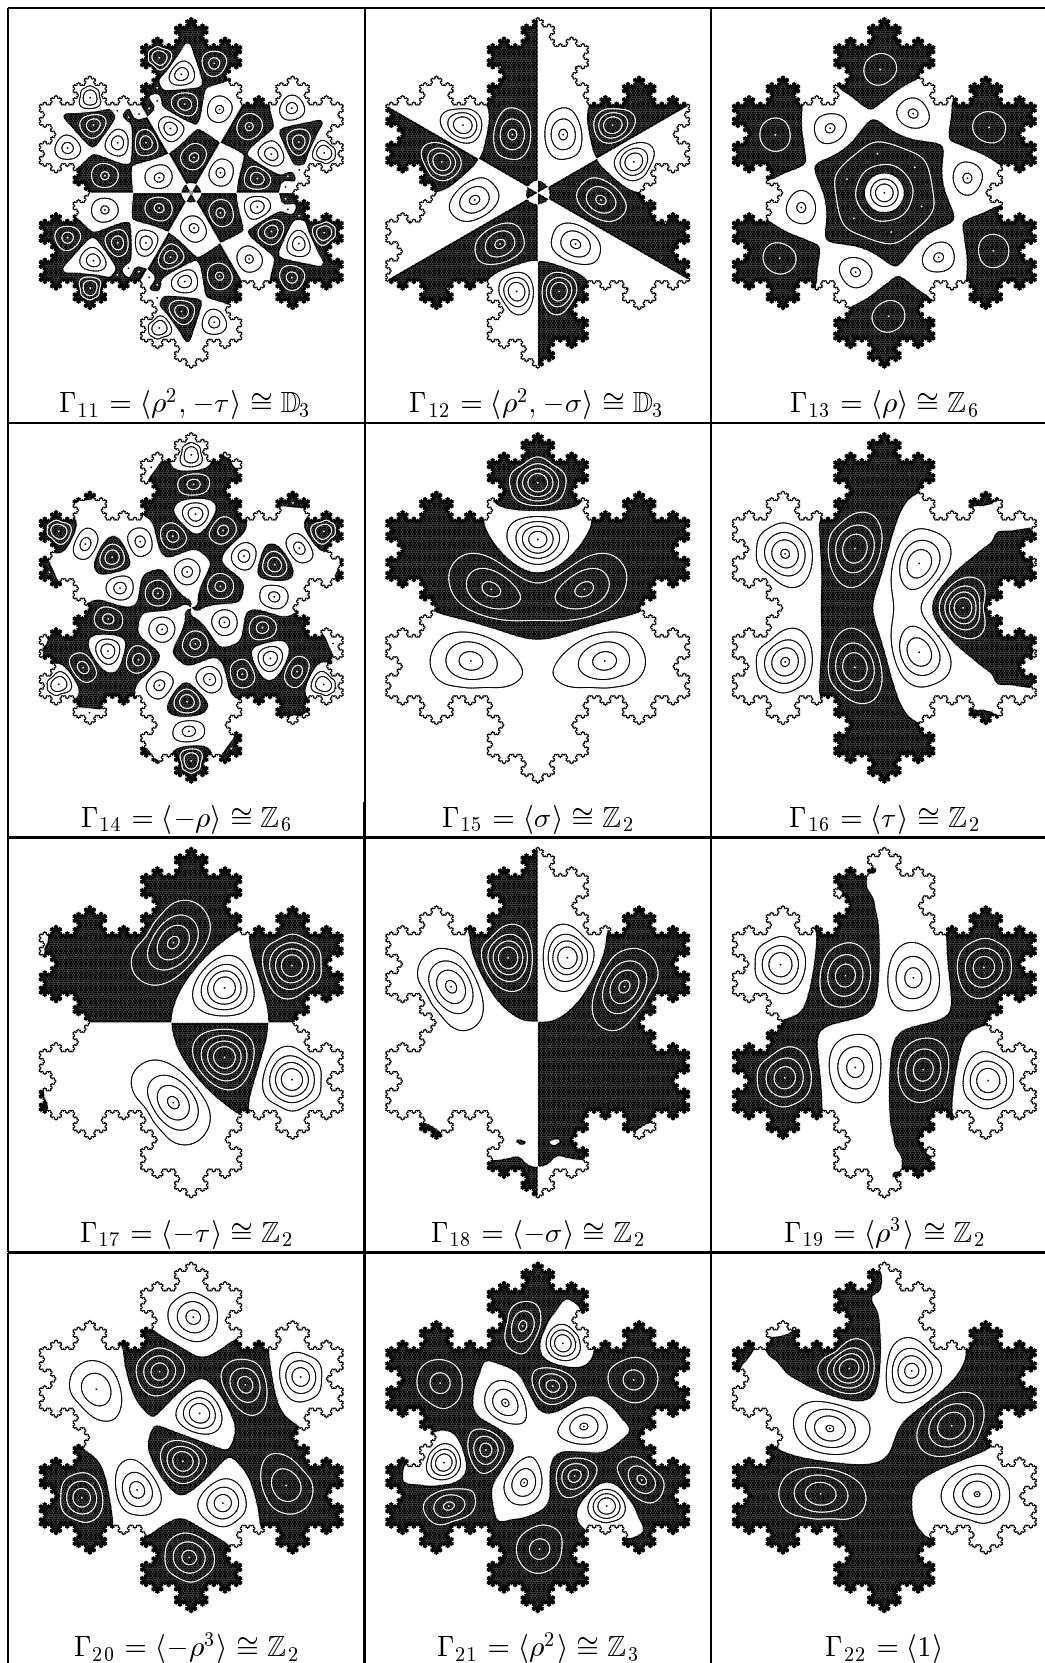 Γ₁₁ = ⟨ρ², −τ⟩ ≅ 𝔻₃
Γ₁₂ = ⟨ρ², −σ⟩ ≅ 𝔻₃
Γ₁₃ = ⟨ρ⟩ ≅ ℤ₆
Γ₁₄ = ⟨−ρ⟩ ≅ ℤ₆
Γ₁₅ = ⟨σ⟩ ≅ ℤ₂
Γ₁₆ = ⟨τ⟩ ≅ ℤ₂
Γ₁₇ = ⟨−τ⟩ ≅ ℤ₂
Γ₁₈ = ⟨−σ⟩ ≅ ℤ₂
Γ₁₉ = ⟨ρ³⟩ ≅ ℤ₂
Γ₂₀ = ⟨−ρ³⟩ ≅ ℤ₂
Γ₂₁ = ⟨ρ²⟩ ≅ ℤ₃
Γ₂₂ = ⟨1⟩